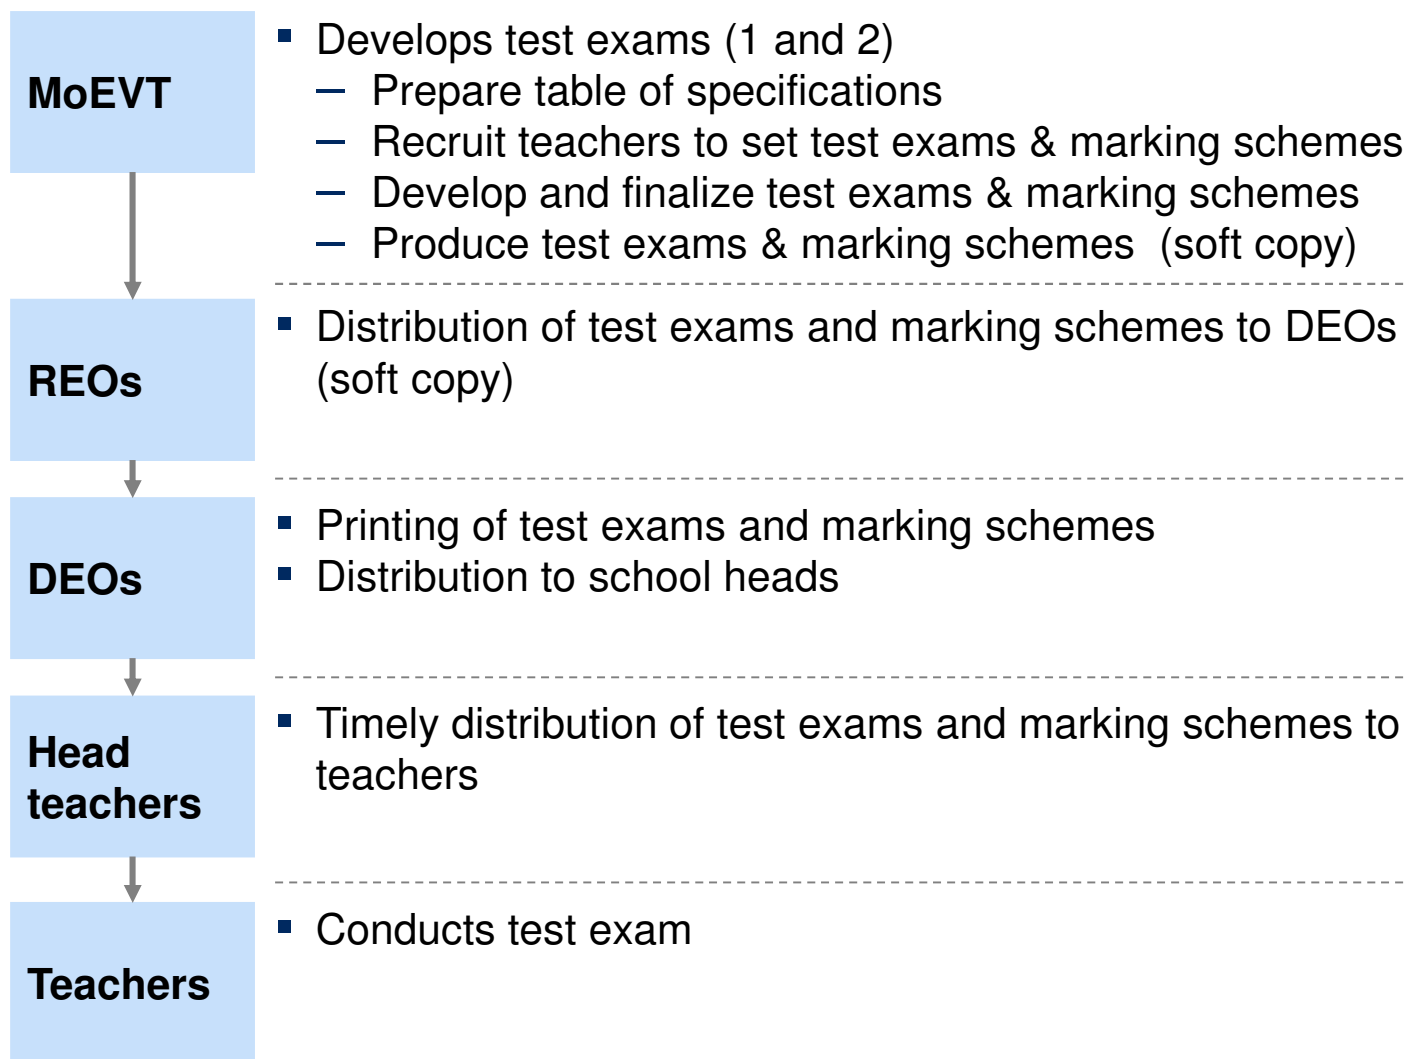 MoEVT
▪ Develops test exams (1 and 2)
– Prepare table of specifications
– Recruit teachers to set test exams & marking schemes
– Develop and finalize test exams & marking schemes
– Produce test exams & marking schemes (soft copy)
REOs
▪ Distribution of test exams and marking schemes to DEOs
(soft copy)
DEOs
▪ Printing of test exams and marking schemes
▪ Distribution to school heads
Head
teachers
▪ Timely distribution of test exams and marking schemes to
teachers
Teachers
▪ Conducts test exam